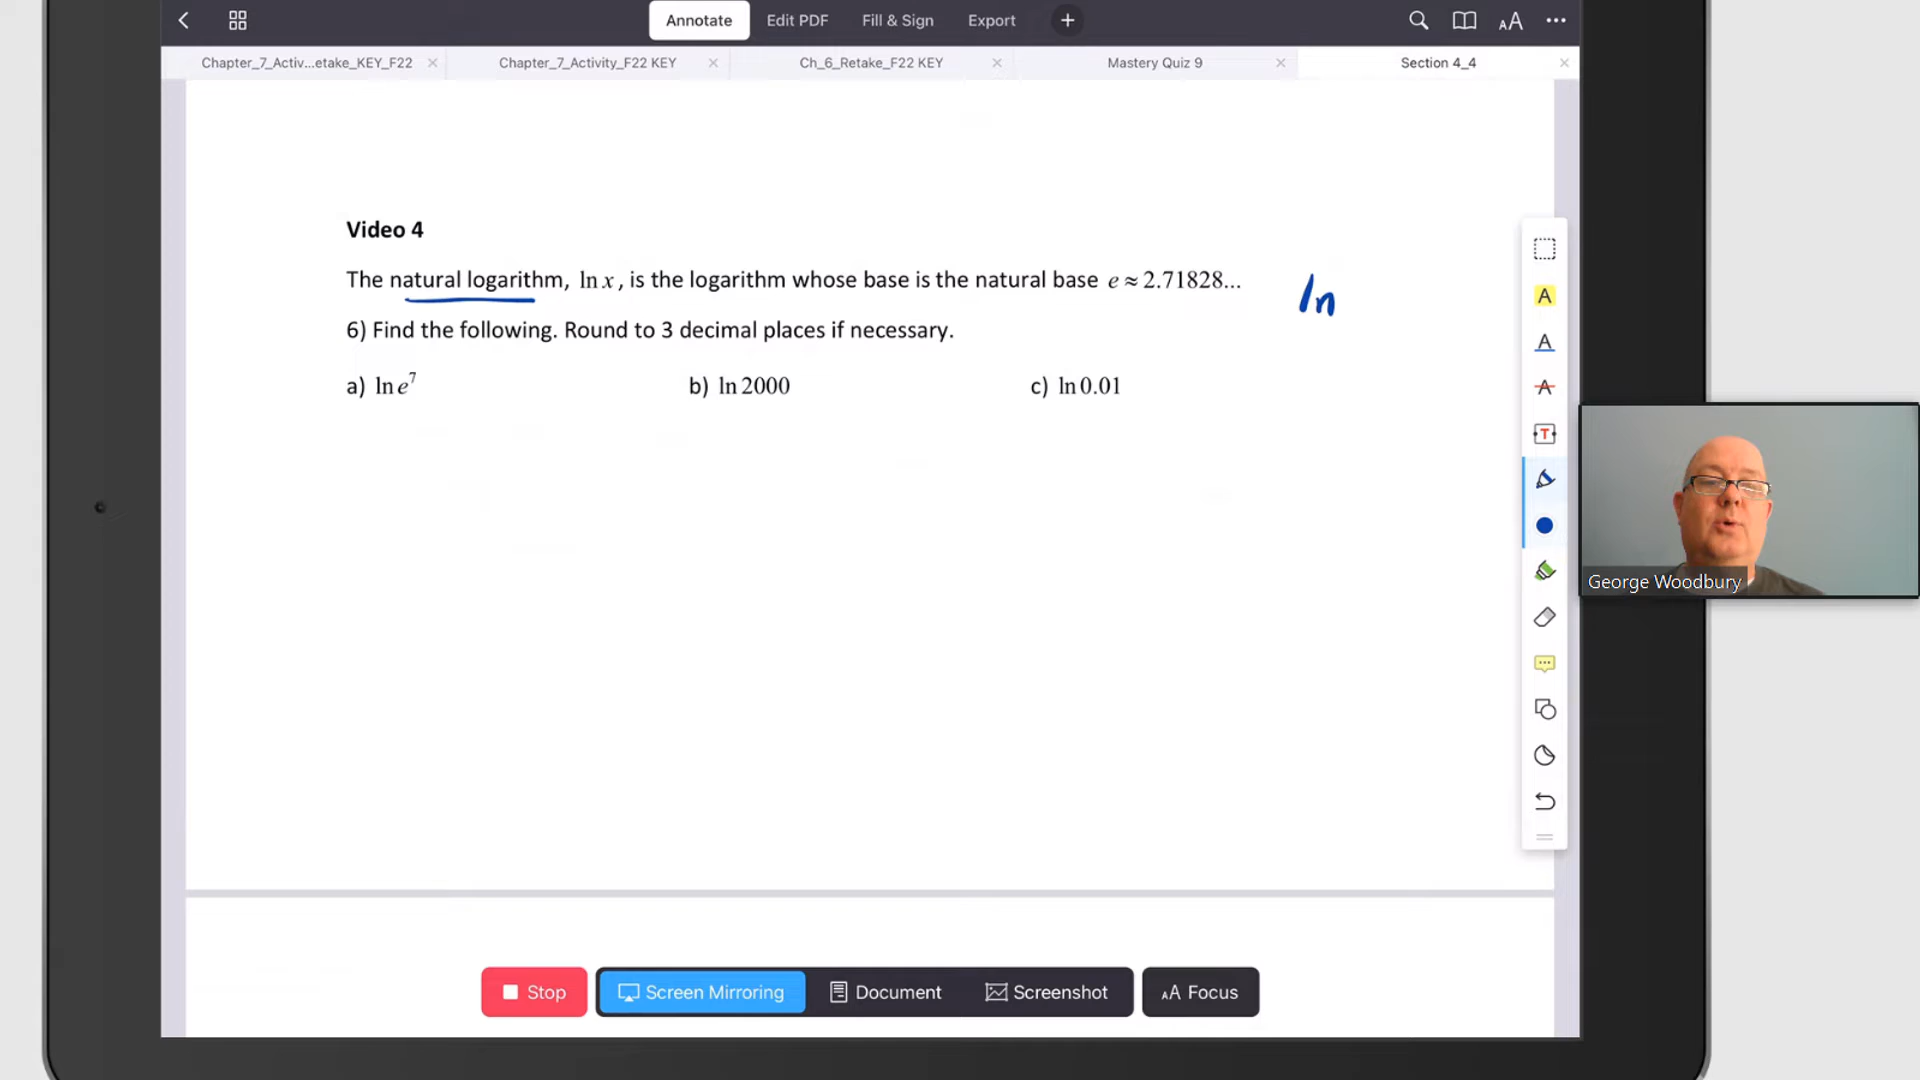 Annotate Edit PDF Fill & Sign Export
AA
Chapter_7_Activ...etake_KEY_F22 Chapter_7_Activity_F22 KEY Ch_6_Retake_F22 KEY Mastery Quiz 9 Section 4_4
Video 4
The natural logarithm, ln x, is the logarithm whose base is the natural base e ≈ 2.71828...
ln
6) Find the following. Round to 3 decimal places if necessary.
a) ln e⁷ b) ln 2000 c) ln 0.01
A
A
A
T
George Woodbury
Stop Screen Mirroring Document Screenshot AA Focus